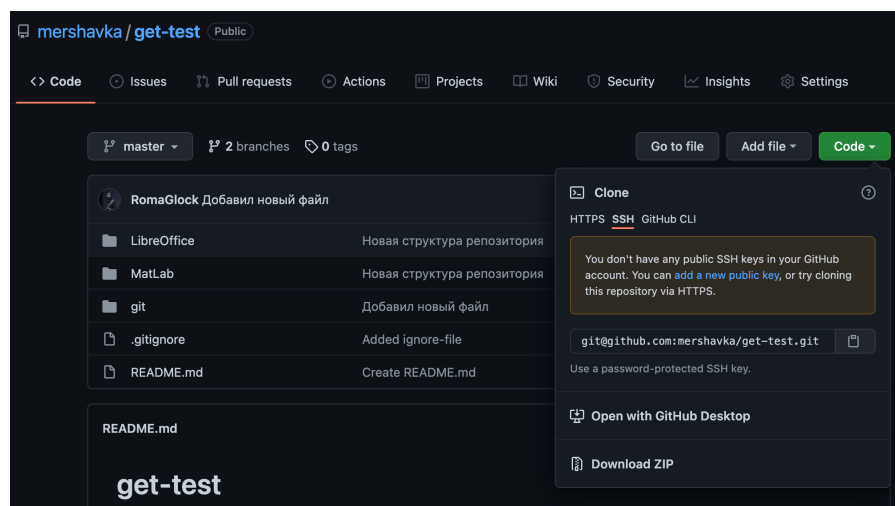 mershavka / get-test Public
Code Issues Pull requests Actions Projects Wiki Security Insights Settings
master 2 branches 0 tags Go to file Add file Code
RomaGlock Добавил новый файл
LibreOffice Новая структура репозитория
MatLab Новая структура репозитория
git Добавил новый файл
.gitignore Added ignore-file
README.md Create README.md
README.md
get-test
Clone
HTTPS SSH GitHub CLI
You don't have any public SSH keys in your GitHub
account. You can add a new public key, or try cloning
this repository via HTTPS.
git@github.com:mershavka/get-test.git
Use a password-protected SSH key.
Open with GitHub Desktop
Download ZIP